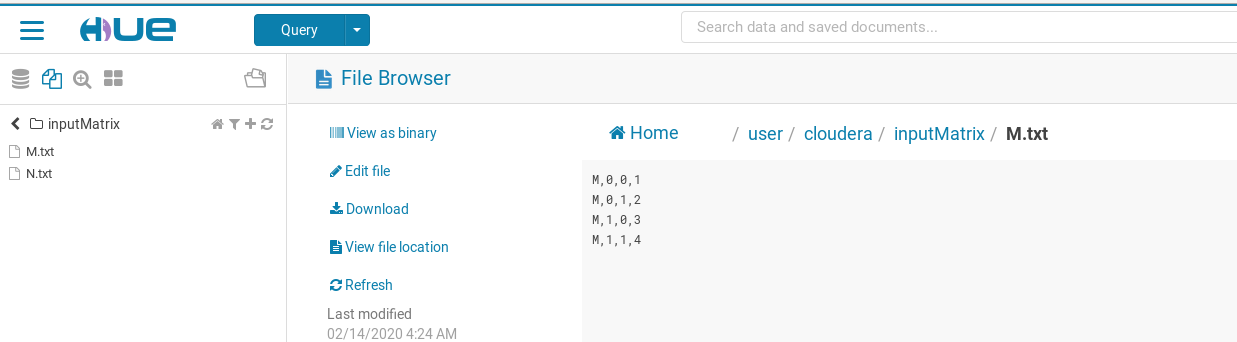 HUE
Query
Search data and saved documents...
File Browser
inputMatrix
M.txt
N.txt
View as binary
Edit file
Download
View file location
Refresh
Last modified
02/14/2020 4:24 AM
Home / user / cloudera / inputMatrix / M.txt
M,0,0,1
M,0,1,2
M,1,0,3
M,1,1,4